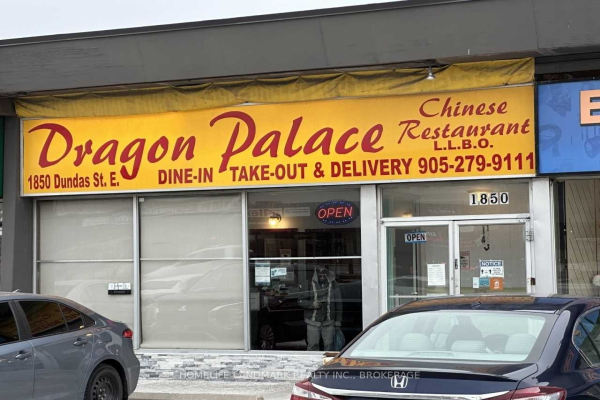 Dragon Palace
Chinese
Restaurant
L.L.B.O.
1850 Dundas St. E.
DINE-IN TAKE-OUT & DELIVERY 905-279-9111
E
OPEN
1850
OPEN
NOTICE
HOMELIFE LANDMARK REALTY INC., BROKERAGE